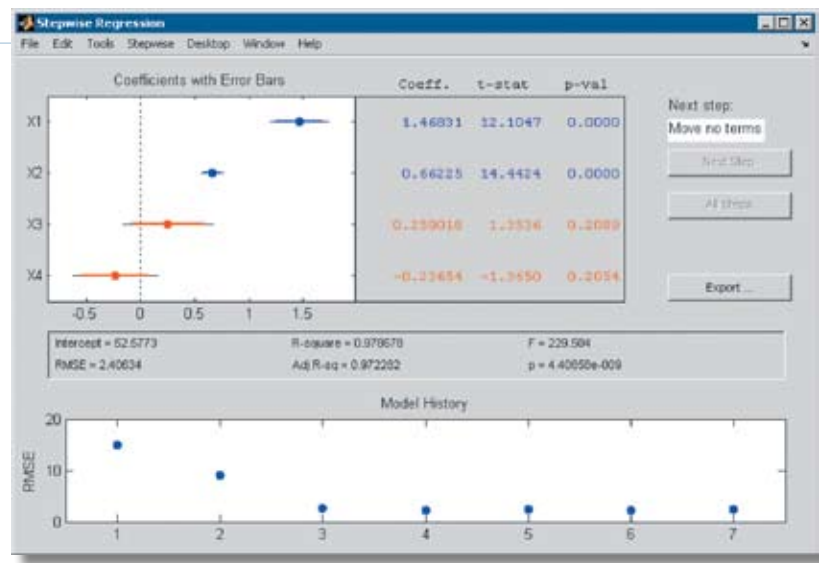 Stepwise Regression
File Edit Tools Stepwise Desktop Window Help
Coefficients with Error Bars
Coeff. t-stat p-val
X1 1.46831 12.1047 0.0000
X2 0.66225 14.4424 0.0000
X3 0.2089
X4 -0.23654 -1.3650 0.2054
-0.5 0 0.5 1 1.5
Next step:
Move no terms
Next Step
All Steps
Export ...
Intercept = 52.5773 R-square = 0.978678 F = 229.504
RMSE = 2.40634 Adj R-sq = 0.972282 p = 4.40658e-009
Model History
RMSE
20
10
0
1 2 3 4 5 6 7